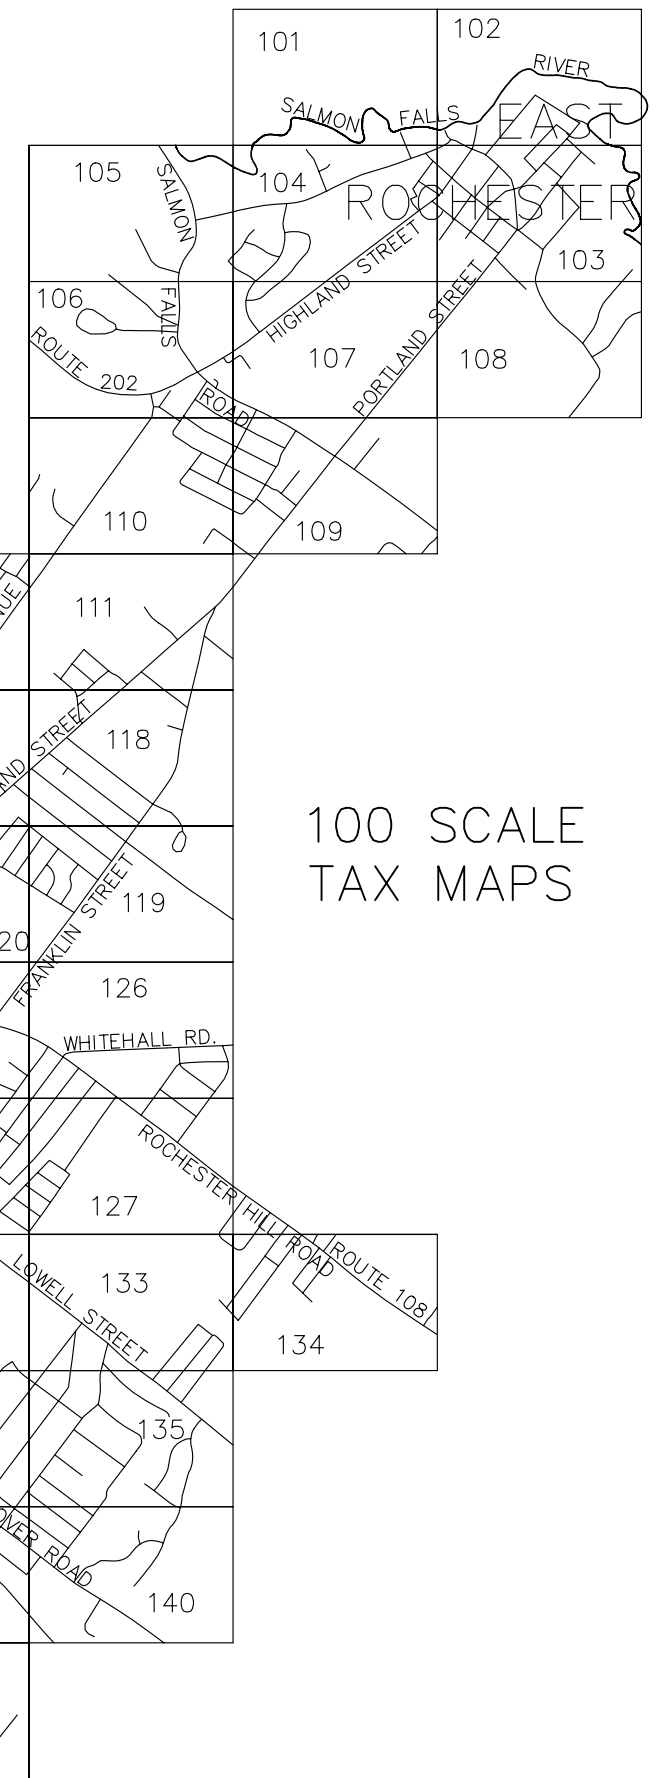 101
102
RIVER
SALMON FALLS
EAST
105
SALMON
104
ROCHESTER
HIGHLAND STREET
103
106
FALLS
PORTLAND STREET
ROUTE 202
107
108
ROAD
110
109
111
118
100 SCALE
TAX MAPS
119
FRANKLIN STREET
126
WHITEHALL RD.
ROCHESTER HILL ROAD
127
LOWELL STREET
133
ROUTE 108
134
135
ROAD
140
STREET